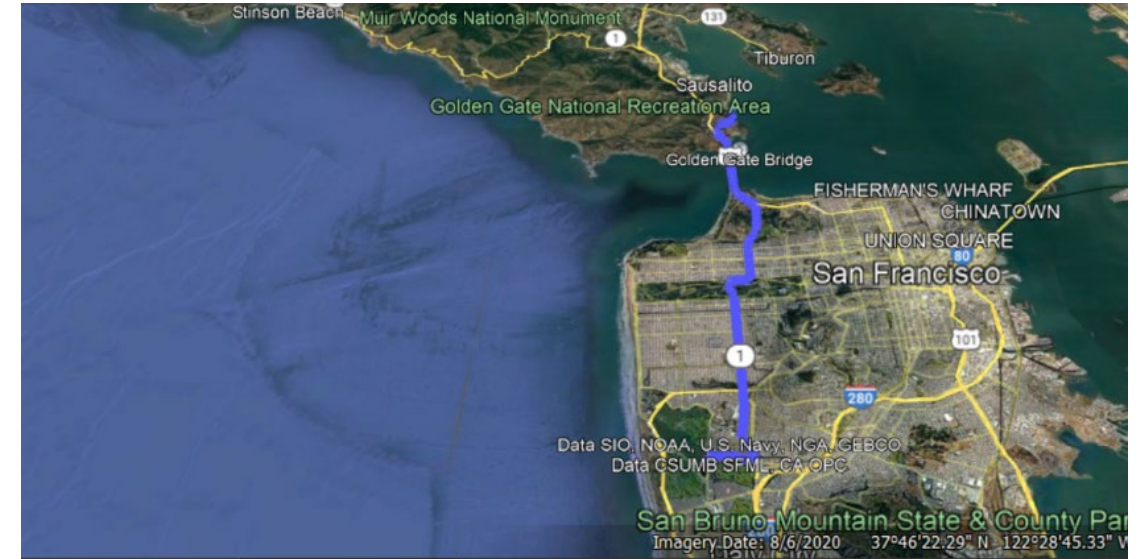 Stinson Beach
Muir Woods National Monument
131
1
Tiburon
Sausalito
Golden Gate National Recreation Area
Golden Gate Bridge
FISHERMAN'S WHARF
CHINATOWN
UNION SQUARE
80
San Francisco
101
1
280
Data SIO, NOAA, U.S. Navy, NGA, GEBCO
Data CSUMB SFML, CA OPC
San Bruno Mountain State & County Par
Imagery Date: 8/6/2020 37°46'22.29" N 122°28'45.33" W